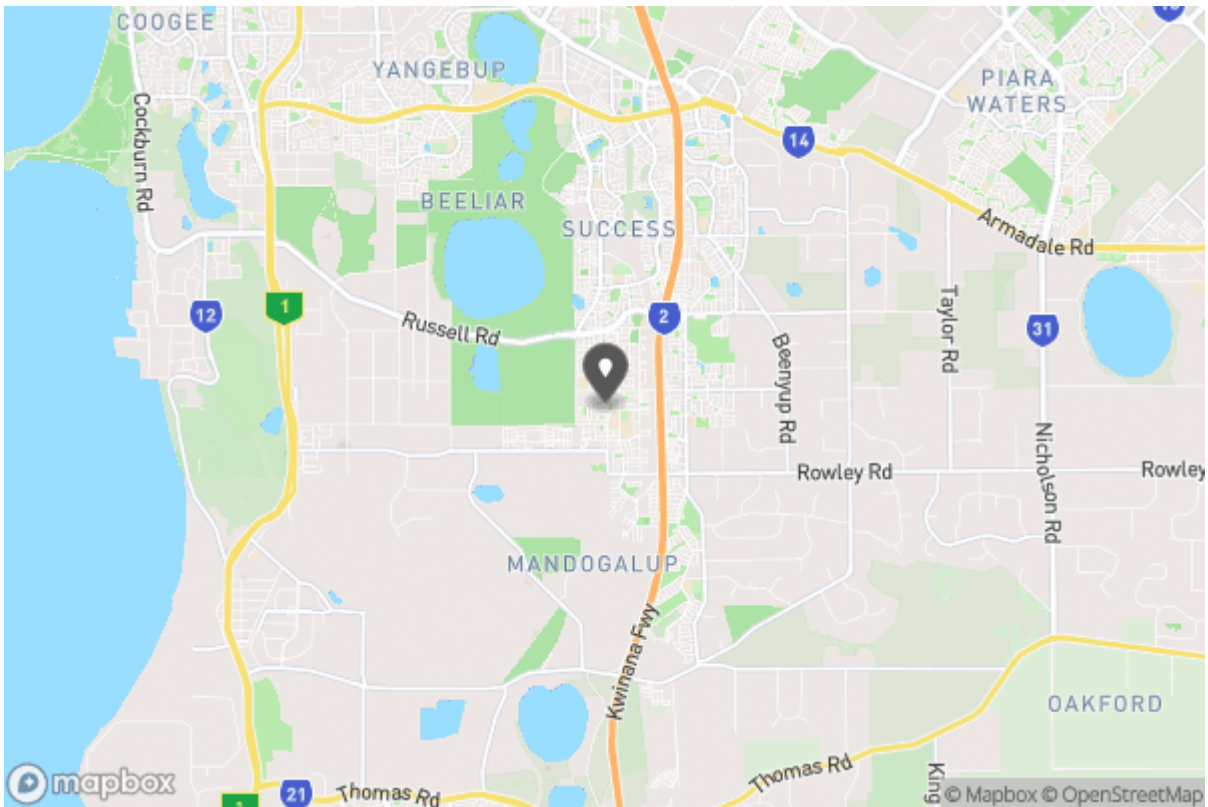 COOGEE
YANGEBUP
PIARA
WATERS
Cockburn Rd
14
BEELIAR
SUCCESS
Armadale Rd
1
12
Russell Rd
2
Beenyup Rd
Taylor Rd
31
Nicholson Rd
Rowley Rd
Rowley
MANDOGALUP
Kwinana Fwy
OAKFORD
mapbox
21
Thomas Rd
Thomas Rd
King
© Mapbox © OpenStreetMap